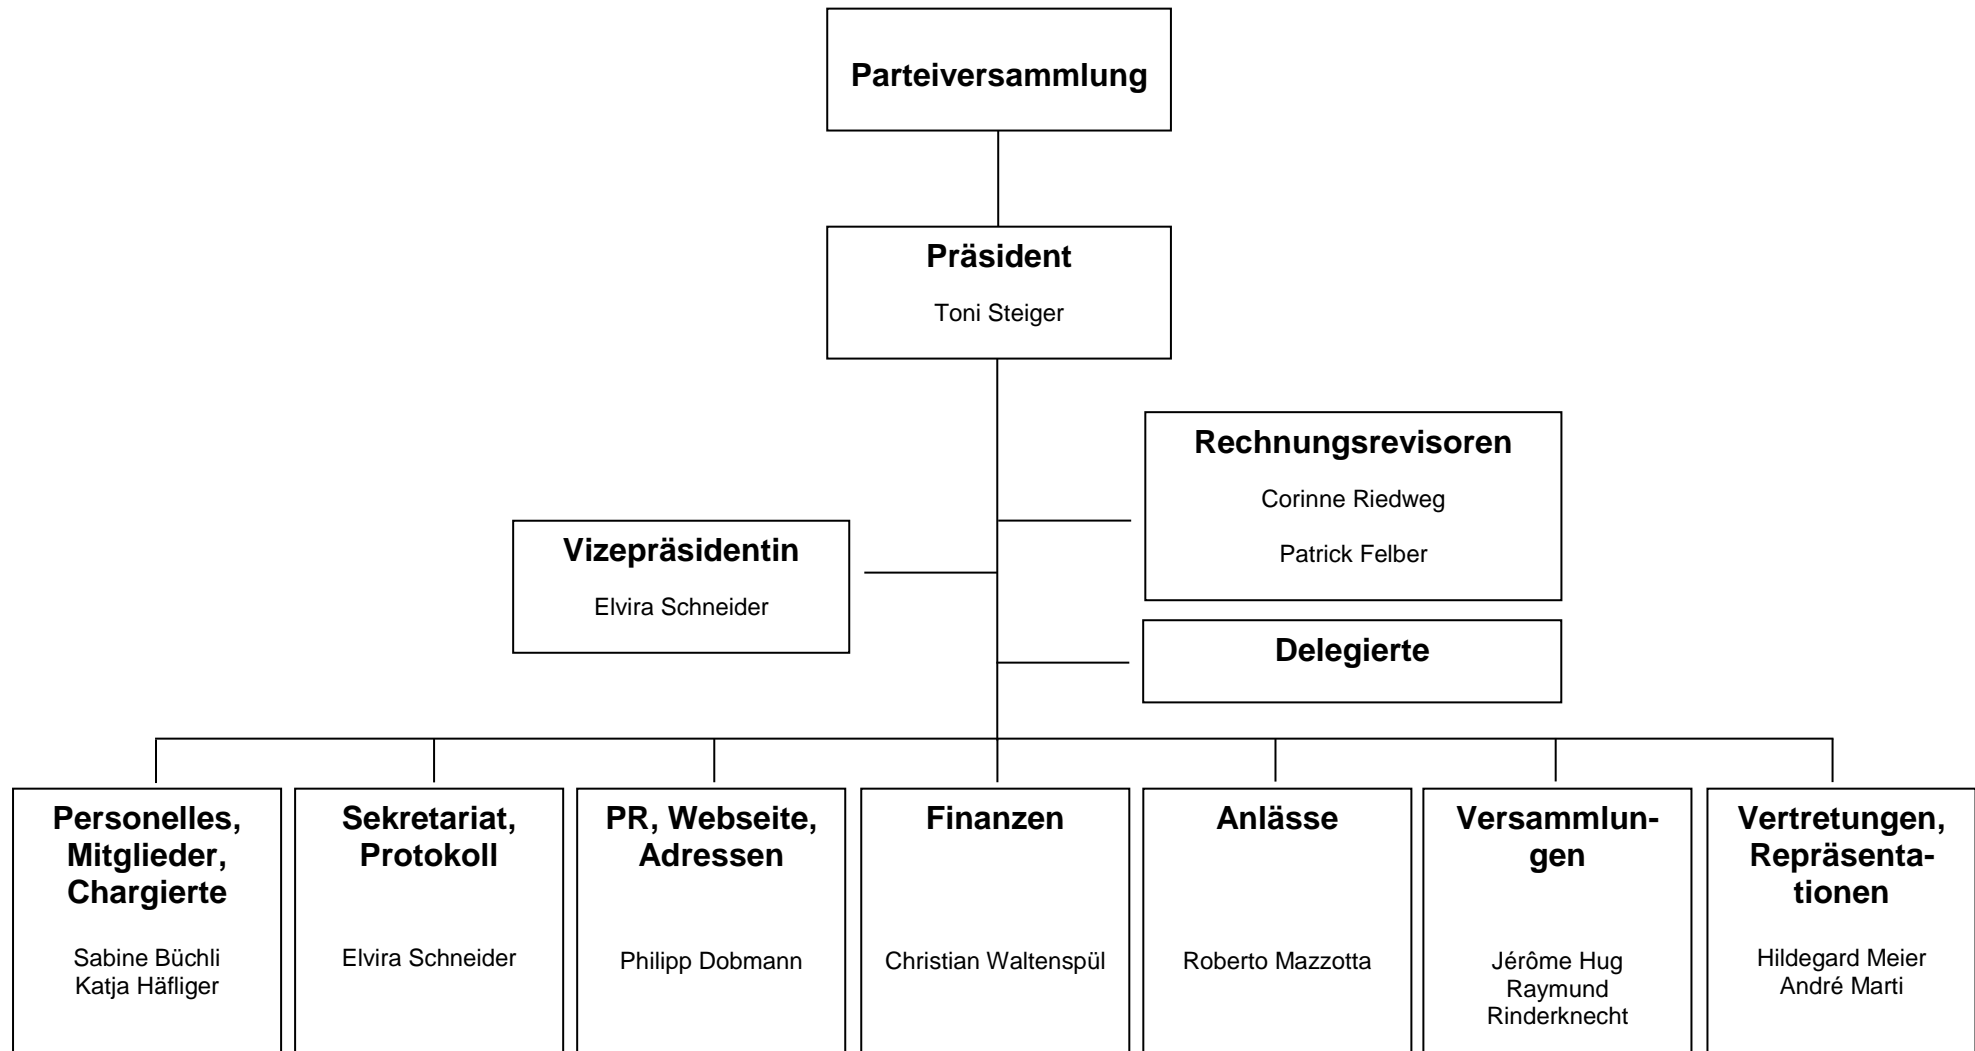 Parteiversammlung
Präsident
Toni Steiger
Rechnungsrevisoren
Corinne Riedweg
Patrick Felber
Vizepräsidentin
Elvira Schneider
Delegierte
Personelles,
Mitglieder,
Chargierte
Sabine Büchli
Katja Häfliger
Sekretariat,
Protokoll
Elvira Schneider
PR, Webseite,
Adressen
Philipp Dobmann
Finanzen
Christian Waltenspül
Anlässe
Roberto Mazzotta
Versammlun-
gen
Jérôme Hug
Raymund
Rinderknecht
Vertretungen,
Repräsenta-
tionen
Hildegard Meier
André Marti